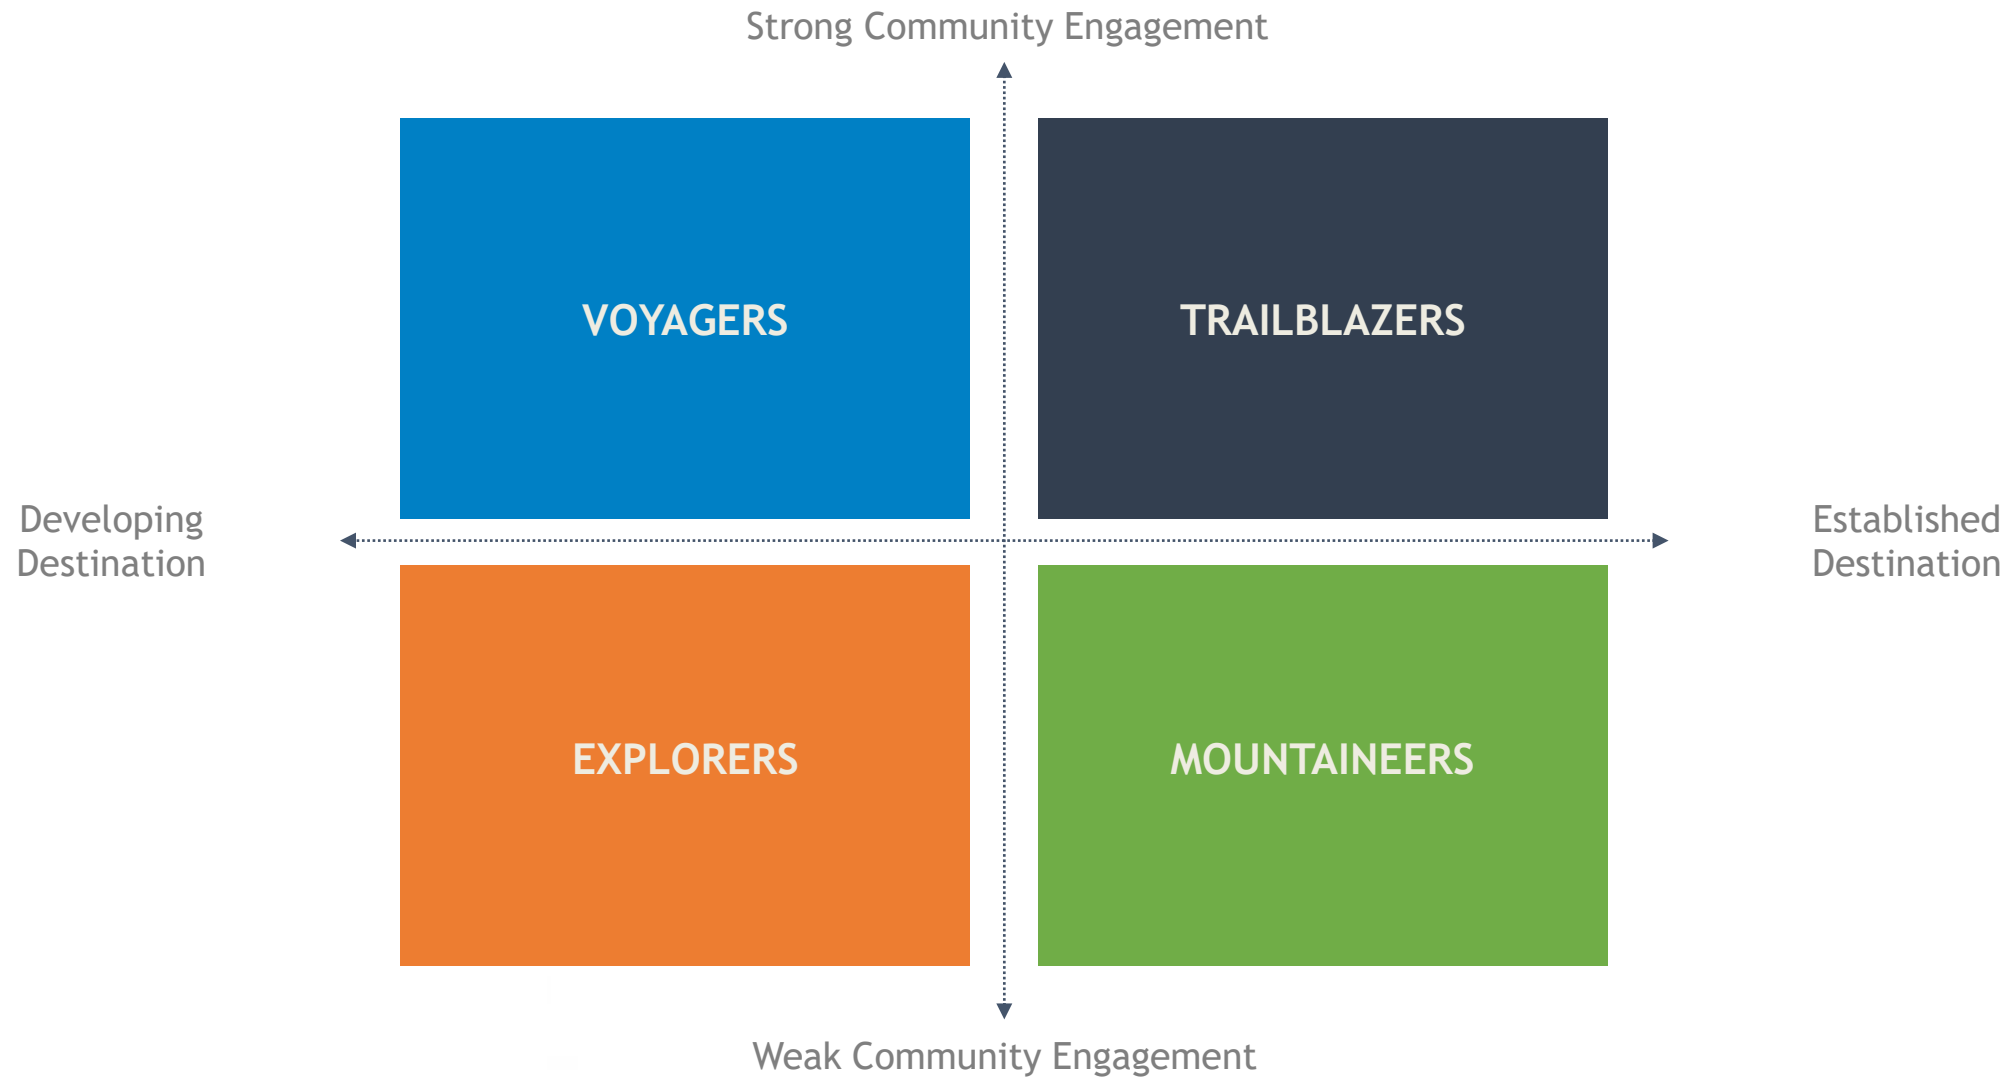 Strong Community Engagement
VOYAGERS
TRAILBLAZERS
Developing
Destination
Established
Destination
EXPLORERS
MOUNTAINEERS
Weak Community Engagement